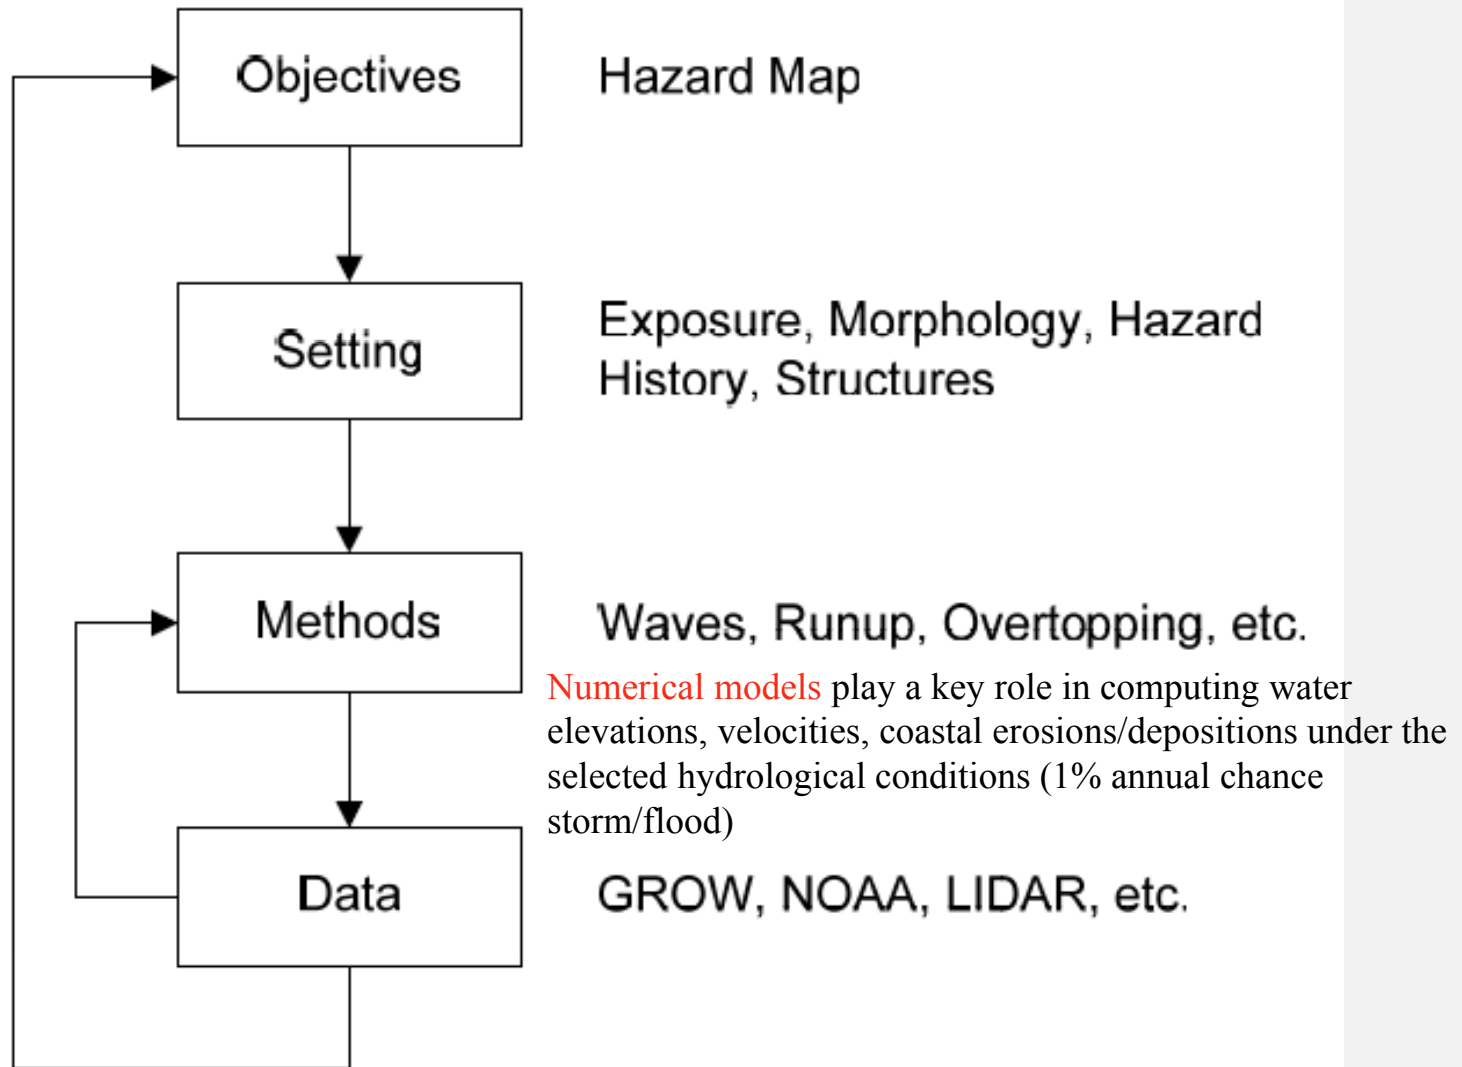 Objectives
Hazard Map
Setting
Exposure, Morphology, Hazard
History, Structures
Methods
Waves, Runup, Overtopping, etc.
Numerical models play a key role in computing water
elevations, velocities, coastal erosions/depositions under the
selected hydrological conditions (1% annual chance
storm/flood)
Data
GROW, NOAA, LIDAR, etc.